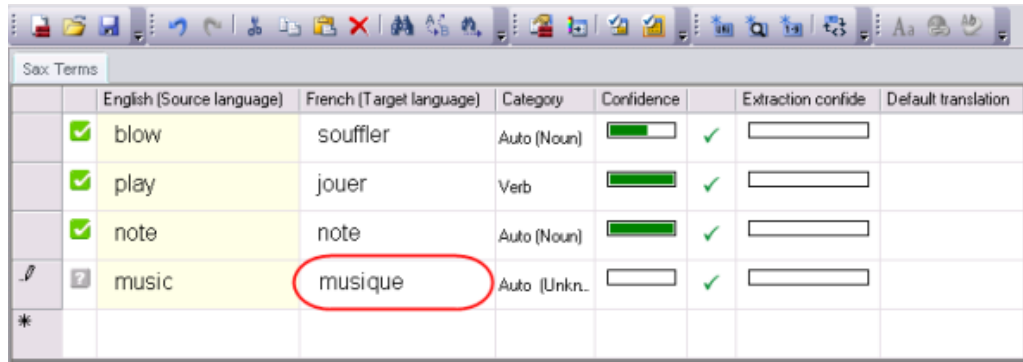 Sax Terms
English (Source language) French (Target language) Category Confidence Extraction confide Default translation
blow souffler Auto (Noun)
play jouer Verb
note note Auto (Noun)
music musique Auto (Unkn...